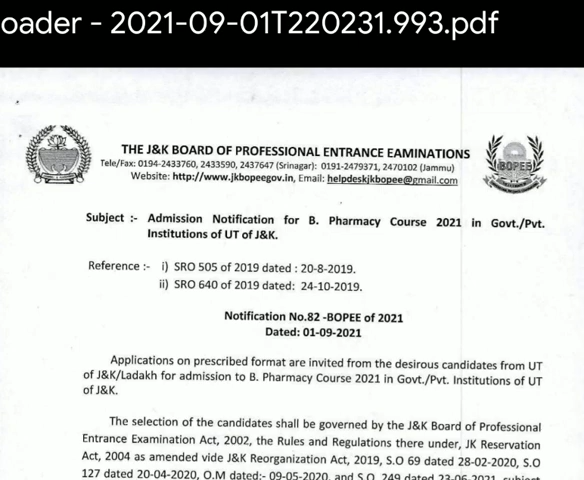 oader - 2021-09-01T220231.993.pdf
THE J&K BOARD OF PROFESSIONAL ENTRANCE EAMINATIONS
Tele/Fax: 0194-2433760, 2433590, 2437647 (Srinagar): 0191-2479371, 2470102 (Jammu)
Website: http://www.jkbopeegov.in, Email: helpdeskjkbopee@gmail.com
BOPEE
Subject :- Admission Notification for B. Pharmacy Course 2021 in Govt./Pvt.
Institutions of UT of J&K.
Reference :- i) SRO 505 of 2019 dated : 20-8-2019.
ii) SRO 640 of 2019 dated: 24-10-2019.
Notification No.82 -BOPEE of 2021
Dated: 01-09-2021
Applications on prescribed format are invited from the desirous candidates from UT
of J&K/Ladakh for admission to B. Pharmacy Course 2021 in Govt./Pvt. Institutions of UT
of J&K.
The selection of the candidates shall be governed by the J&K Board of Professional
Entrance Examination Act, 2002, the Rules and Regulations there under, JK Reservation
Act, 2004 as amended vide J&K Reorganization Act, 2019, S.O 69 dated 28-02-2020, S.O
127 dated 20-04-2020, O.M dated:- 09-05-2020, and S.O. 249 dated 23-06-2021, subject